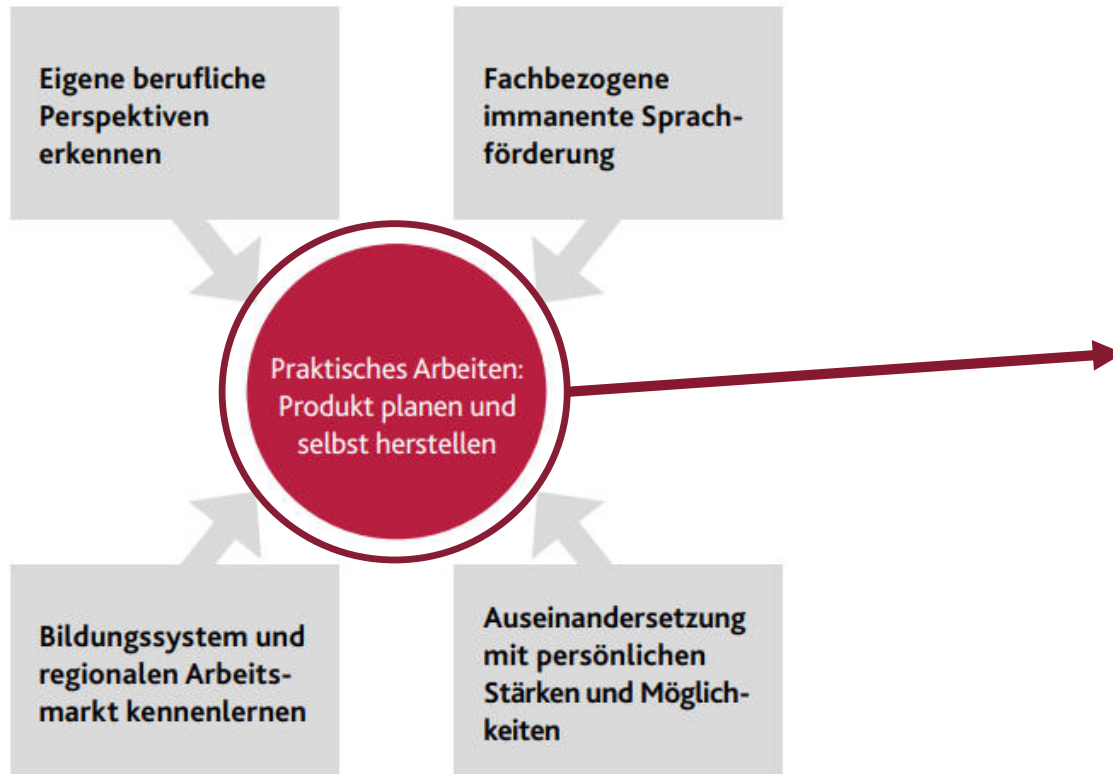 Eigene berufliche
Perspektiven
erkennen
Fachbezogene
immanente Sprach-
förderung
Praktisches Arbeiten:
Produkt planen und
selbst herstellen
Bildungssystem und
regionalen Arbeits-
markt kennenlernen
Auseinandersetzung
mit persönlichen
Stärken und Möglich-
keiten